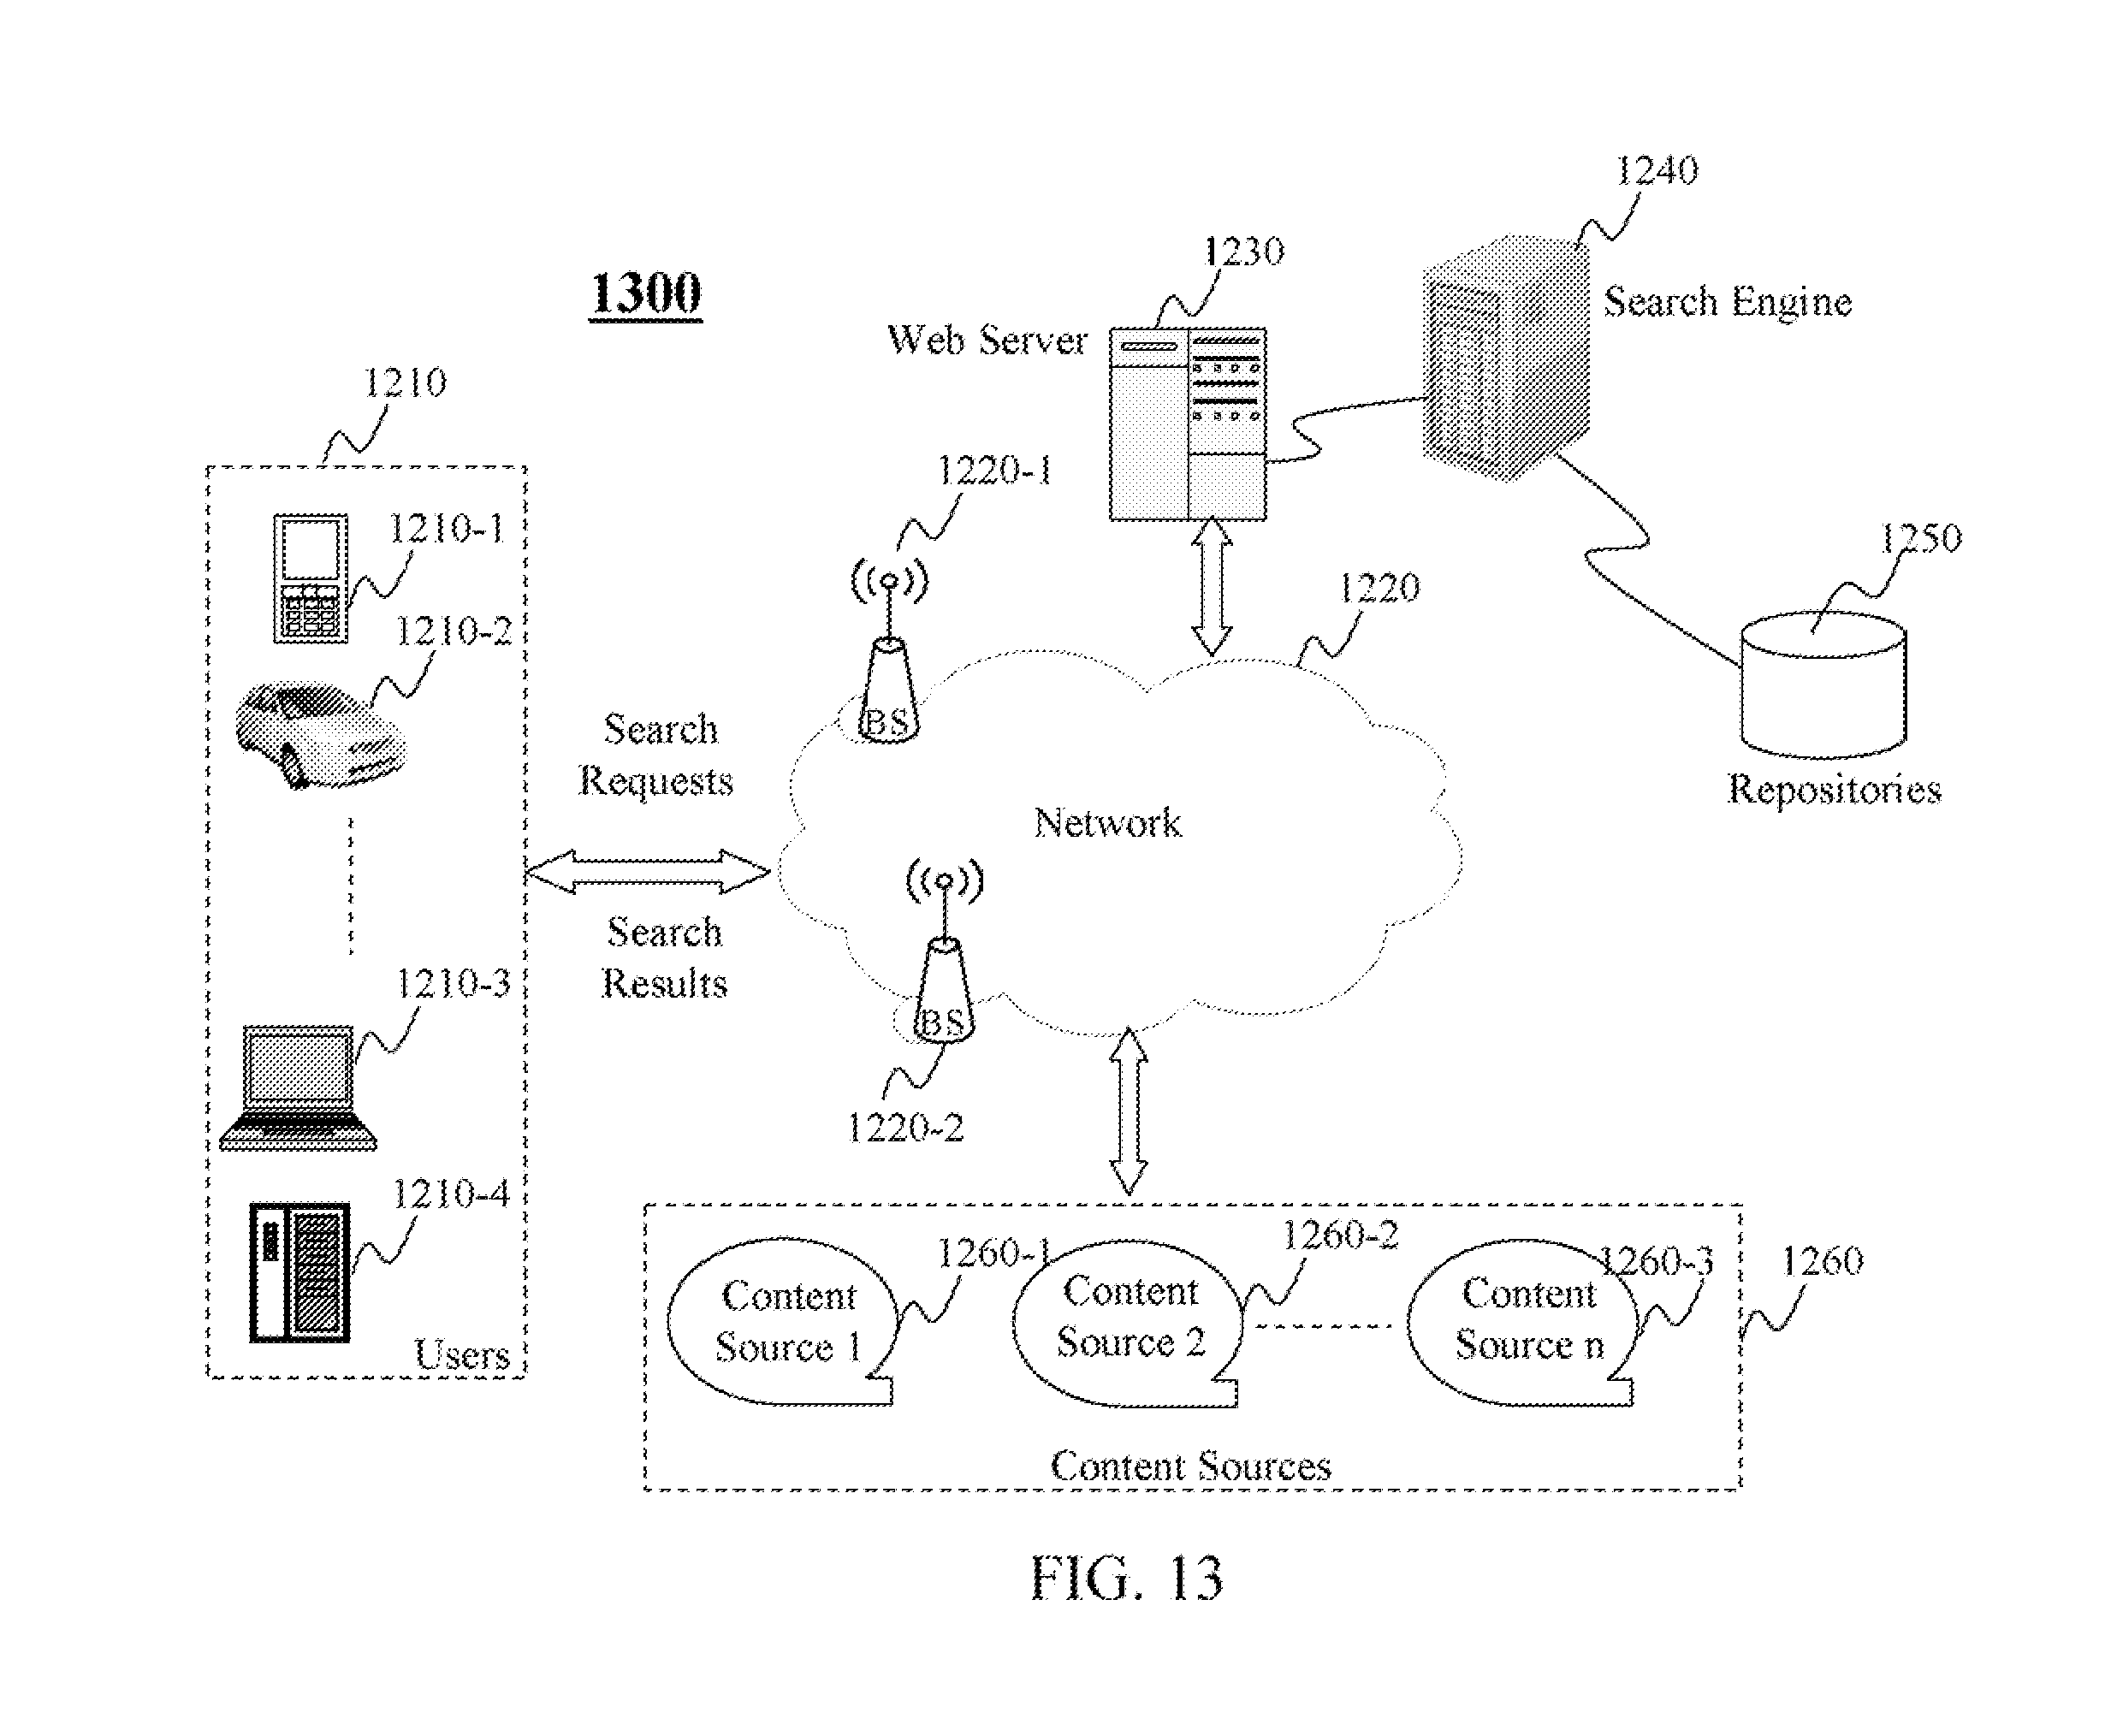 1240
1230
1300
Search Engine
Web Server
1210
1220-1
1210-1
1250
1220
1210-2
BS
Search
Requests
Repositories
Network
Search
Results
1210-3
BS
1220-2
1210-4
1260-1
1260-2
1260-3
1260
Content
Source 1
Content
Source 2
Content
Source n
Users
Content Sources
FIG. 13